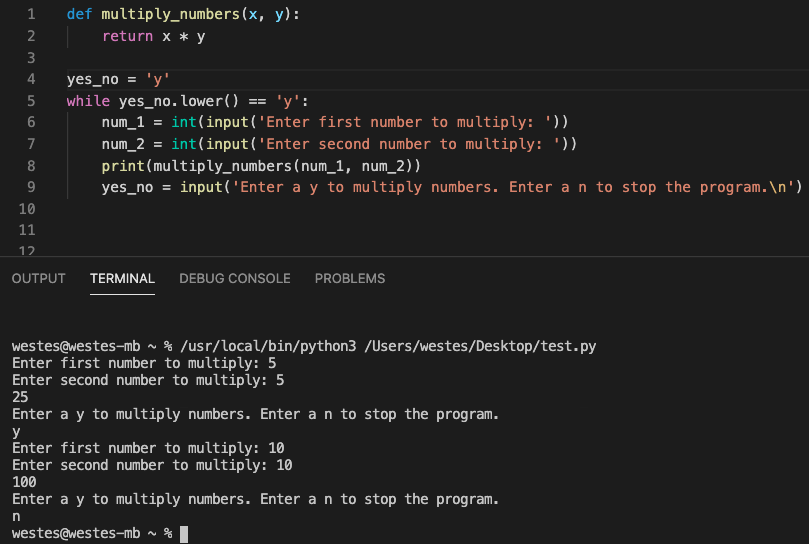 1 def multiply_numbers(x, y):
2     return x * y
3
4 yes_no = 'y'
5 while yes_no.lower() == 'y':
6     num_1 = int(input('Enter first number to multiply: '))
7     num_2 = int(input('Enter second number to multiply: '))
8     print(multiply_numbers(num_1, num_2))
9     yes_no = input('Enter a y to multiply numbers. Enter a n to stop the program.\n')
10
11
12
OUTPUT TERMINAL DEBUG CONSOLE PROBLEMS
westes@westes-mb ~ % /usr/local/bin/python3 /Users/westes/Desktop/test.py
Enter first number to multiply: 5
Enter second number to multiply: 5
25
Enter a y to multiply numbers. Enter a n to stop the program.
y
Enter first number to multiply: 10
Enter second number to multiply: 10
100
Enter a y to multiply numbers. Enter a n to stop the program.
n
westes@westes-mb ~ %